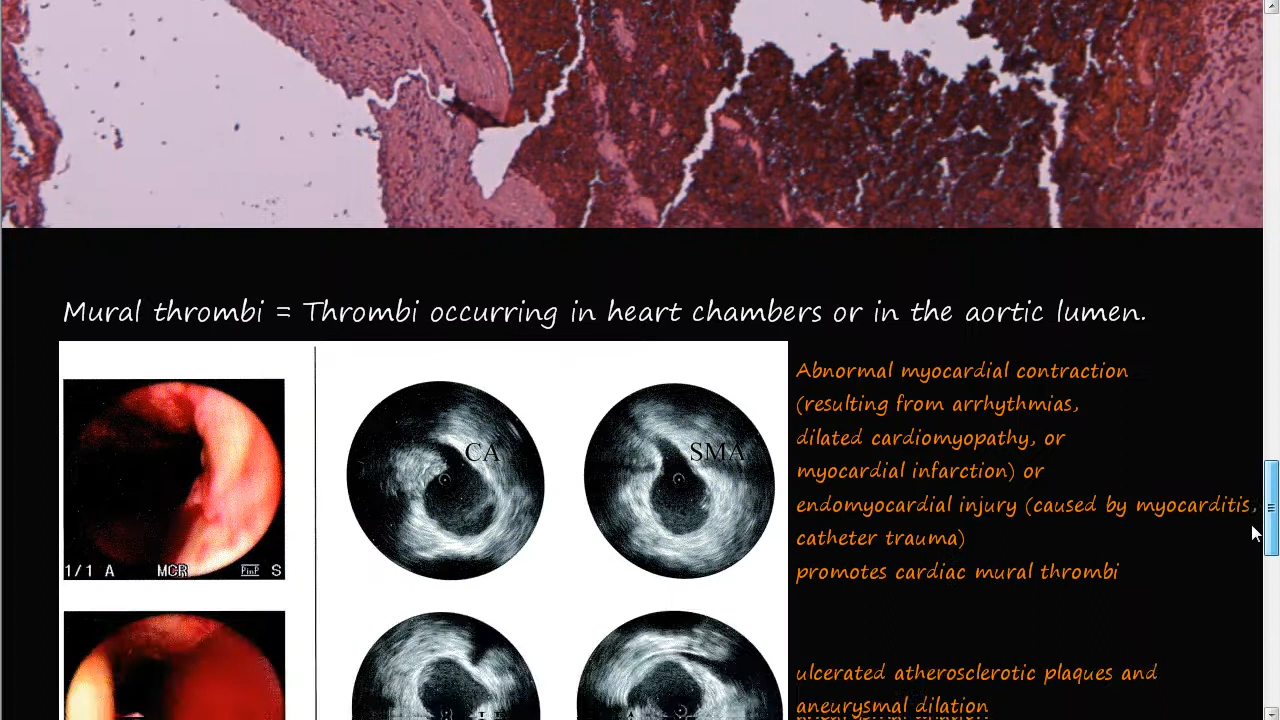 Mural thrombi = Thrombi occurring in heart chambers or in the aortic lumen.
CA
SMA
1/1 A MCR PinP S
Abnormal myocardial contraction
(resulting from arrhythmias,
dilated cardiomyopathy, or
myocardial infarction) or
endomyocardial injury (caused by myocarditis,
catheter trauma)
promotes cardiac mural thrombi
ulcerated atherosclerotic plaques and
aneurysmal dilation